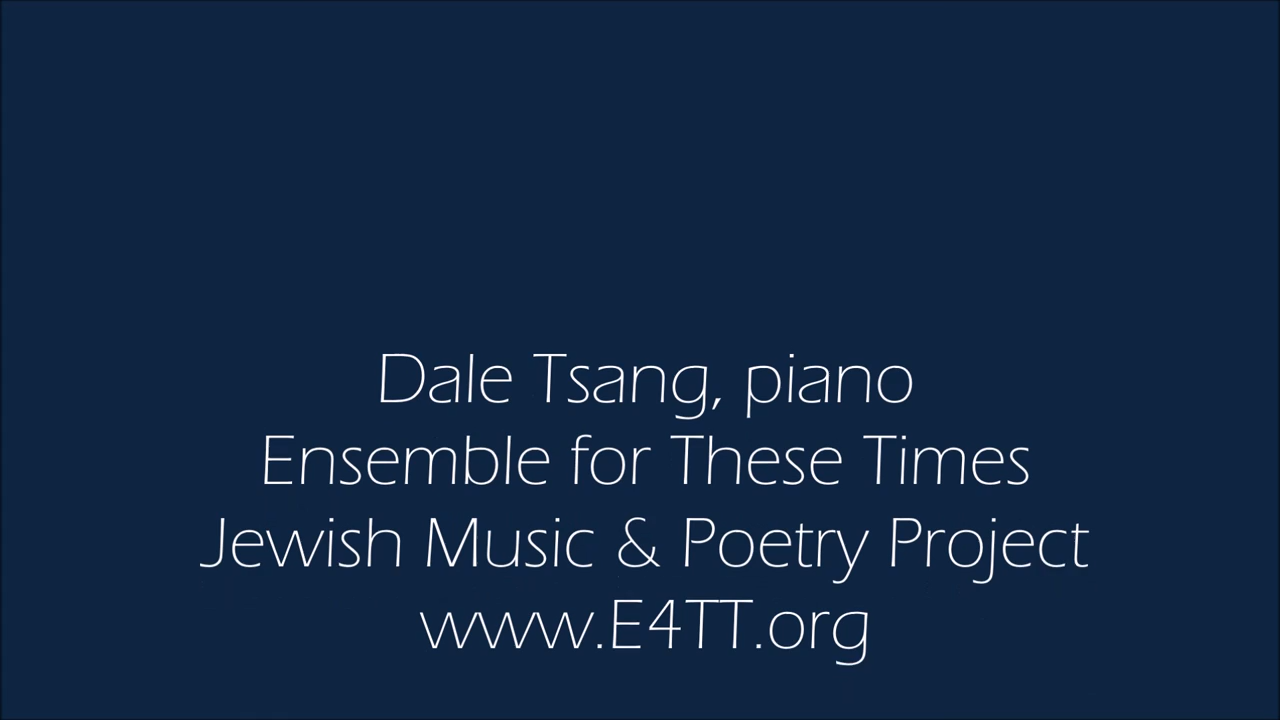 Dale Tsang, piano
Ensemble for These Times
Jewish Music & Poetry Project
www.E4TT.org